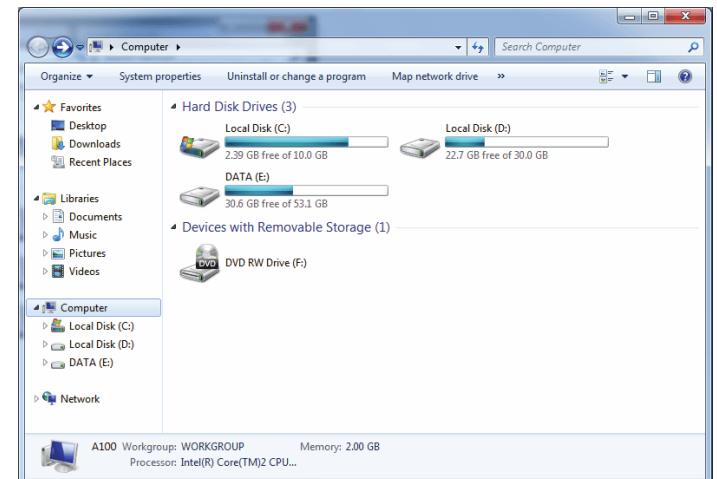 Computer
Search Computer
Organize System properties Uninstall or change a program Map network drive »
Favorites
Desktop
Downloads
Recent Places
Libraries
Documents
Music
Pictures
Videos
Computer
Local Disk (C:)
Local Disk (D:)
DATA (E:)
Network
Hard Disk Drives (3)
Local Disk (C:)
2.39 GB free of 10.0 GB
Local Disk (D:)
22.7 GB free of 30.0 GB
DATA (E:)
30.6 GB free of 53.1 GB
Devices with Removable Storage (1)
DVD
DVD RW Drive (F:)
A100 Workgroup: WORKGROUP Memory: 2.00 GB
Processor: Intel(R) Core(TM)2 CPU...